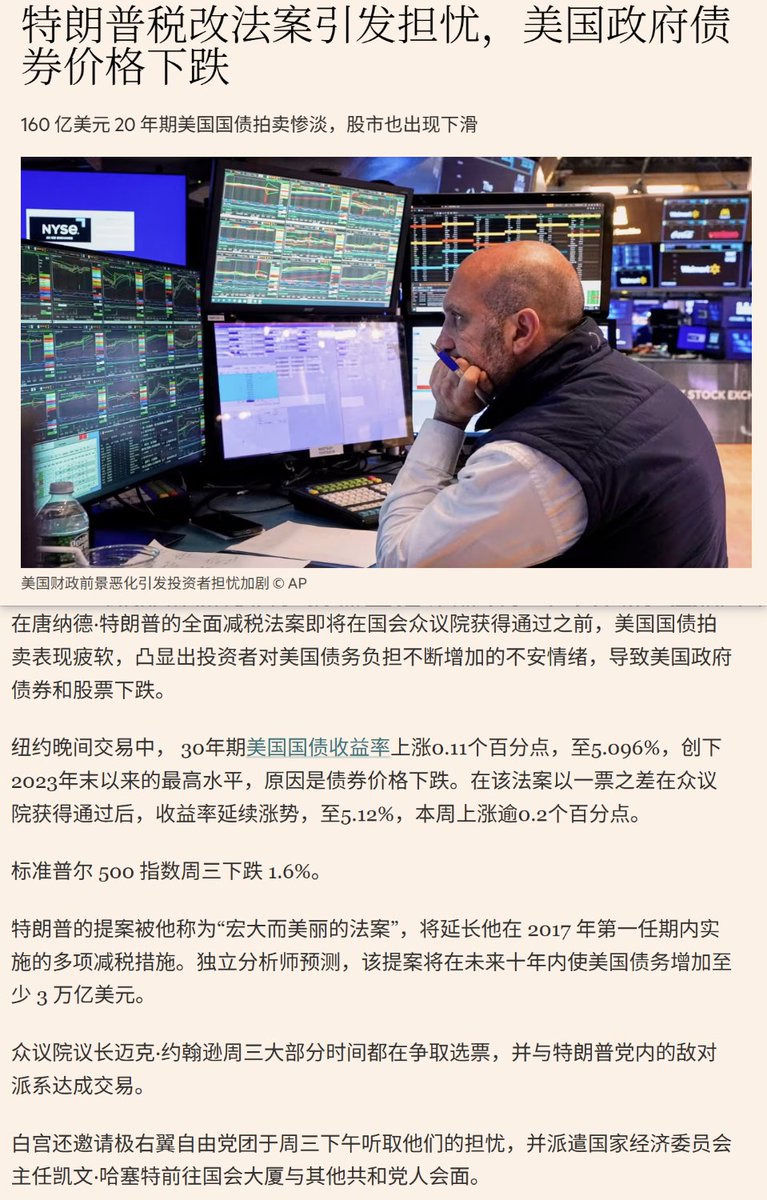 特朗普税改法案引发担忧，美国政府债
券价格下跌
160 亿美元 20 年期美国国债拍卖惨淡，股市也出现下滑
NYSE
Walmart
Walmart
STOCK EXCH
美国财政前景恶化引发投资者担忧加剧 © AP
在唐纳德·特朗普的全面减税法案即将在国会众议院获得通过之前，美国国债拍
卖表现疲软，凸显出投资者对美国债务负担不断增加的不安情绪，导致美国政府
债券和股票下跌。
纽约晚间交易中， 30年期美国国债收益率上涨0.11个百分点，至5.096%，创下
2023年末以来的最高水平，原因是债券价格下跌。在该法案以一票之差在众议
院获得通过后，收益率延续涨势，至5.12%，本周上涨逾0.2个百分点。
标准普尔 500 指数周三下跌 1.6%。
特朗普的提案被他称为“宏大而美丽的法案”，将延长他在 2017 年第一任期内实
施的多项减税措施。独立分析师预测，该提案将在未来十年内使美国债务增加至
少 3 万亿美元。
众议院议长迈克·约翰逊周三大部分时间都在争取选票，并与特朗普党内的敌对
派系达成交易。
白宫还邀请极右翼自由党团于周三下午听取他们的担忧，并派遣国家经济委员会
主任凯文·哈塞特前往国会大厦与其他共和党人会面。